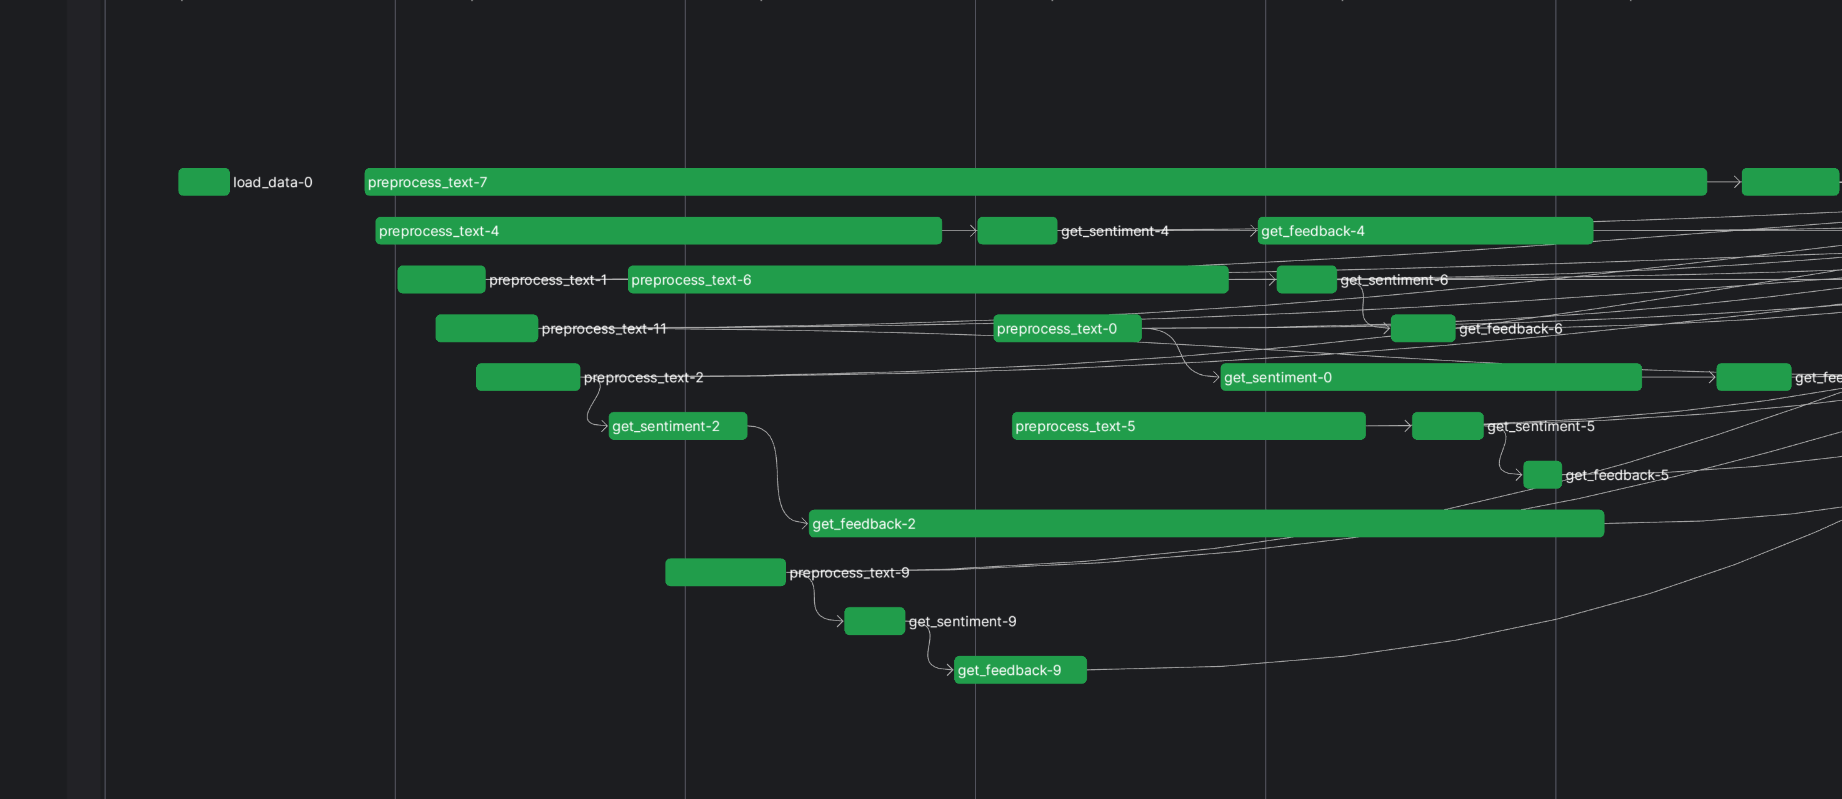 load_data-0 preprocess_text-7
preprocess_text-4 get_sentiment-4 get_feedback-4
preprocess_text-1 preprocess_text-6 get_sentiment-6
preprocess_text-11 preprocess_text-0 get_feedback-6
preprocess_text-2 get_sentiment-0 get_fee
get_sentiment-2 preprocess_text-5 get_sentiment-5
get_feedback-5
get_feedback-2
preprocess_text-9
get_sentiment-9
get_feedback-9